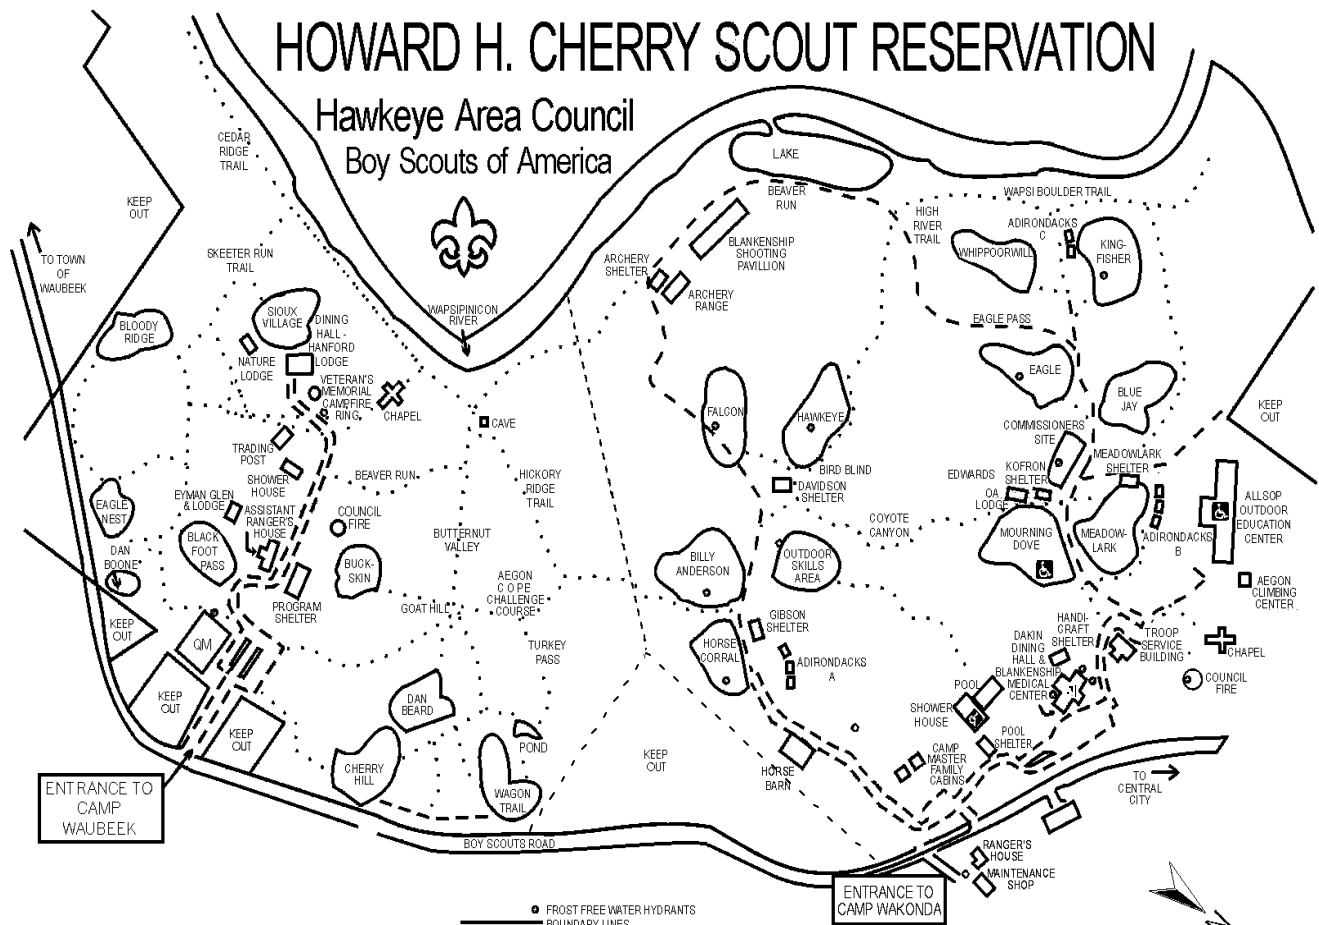 HOWARD H. CHERRY SCOUT RESERVATION
Hawkeye Area Council
Boy Scouts of America
CEDAR
RIDGE
TRAIL
KEEP
OUT
TO TOWN
OF
WAUBEEK
SKEETER RUN
TRAIL
BLOODY
RIDGE
SIOUX
VILLAGE
DINING
HALL -
HANFORD
LODGE
NATURE
LODGE
VETERAN'S
MEMORIAL
CAMPFIRE
RING
CHAPEL
WAPSIPINICON
RIVER
CAVE
TRADING
POST
SHOWER
HOUSE
BEAVER RUN
HICKORY
RIDGE
TRAIL
EYMAN GLEN
& LODGE
ASSISTANT
RANGER'S
HOUSE
COUNCIL
FIRE
EAGLE
NEST
DAN
BOONE
BLACK
FOOT
PASS
BUCK-
SKIN
BUTTERNUT
VALLEY
AEGON
C O P E
CHALLENGE
COURSE
GOAT HILL
PROGRAM
SHELTER
KEEP
OUT
QM
TURKEY
PASS
KEEP
OUT
KEEP
OUT
DAN
BEARD
CHERRY
HILL
POND
WAGON
TRAIL
ENTRANCE TO
CAMP
WAUBEEK
BOY SCOUTS ROAD
LAKE
BEAVER
RUN
BLANKENSHIP
SHOOTING
PAVILLION
ARCHERY
SHELTER
ARCHERY
RANGE
HIGH
RIVER
TRAIL
WAPSI BOULDER TRAIL
ADIRONDACKS
C
WHIPPOORWILL
KING-
FISHER
EAGLE PASS
EAGLE
BLUE
JAY
KEEP
OUT
FALCON
HAWKEYE
COMMISSIONERS
SITE
BIRD BLIND
DAVIDSON
SHELTER
EDWARDS
OA
LODGE
KOFRON
SHELTER
MEADOWLARK
SHELTER
COYOTE
CANYON
MOURNING
DOVE
MEADOW-
LARK
ADIRONDACKS
B
ALLSOP
OUTDOOR
EDUCATION
CENTER
AEGON
CLIMBING
CENTER
BILLY
ANDERSON
OUTDOOR
SKILLS
AREA
GIBSON
SHELTER
HORSE
CORRAL
ADIRONDACKS
A
HANDI-
CRAFT
SHELTER
DAKIN
DINING
HALL &
BLANKENSHIP
MEDICAL
CENTER
TROOP
SERVICE
BUILDING
CHAPEL
COUNCIL
FIRE
POOL
SHOWER
HOUSE
POOL
SHELTER
CAMP
MASTER
FAMILY
CABINS
KEEP
OUT
HORSE
BARN
TO
CENTRAL
CITY
RANGER'S
HOUSE
MAINTENANCE
SHOP
ENTRANCE TO
CAMP WAKONDA
FROST FREE WATER HYDRANTS
BOUNDARY LINES